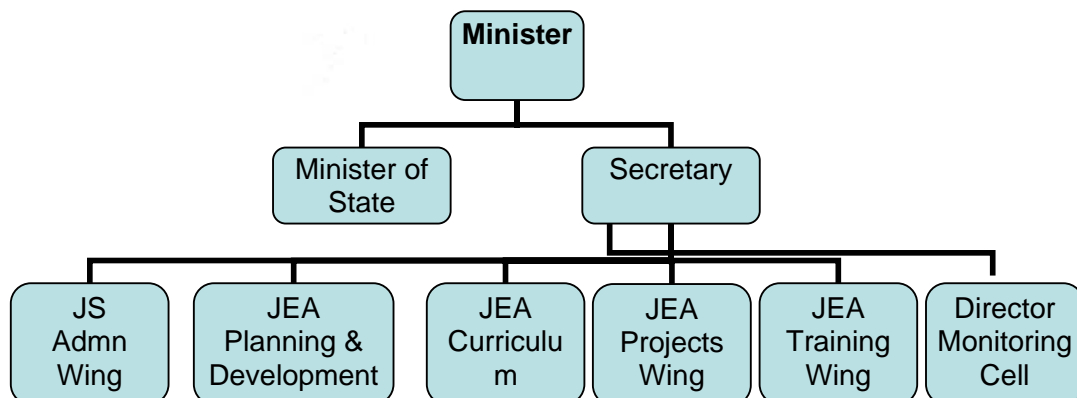 Minister
Minister of
State
Secretary
JS
Admn
Wing
JEA
Planning &
Development
JEA
Curriculu
m
JEA
Projects
Wing
JEA
Training
Wing
Director
Monitoring
Cell